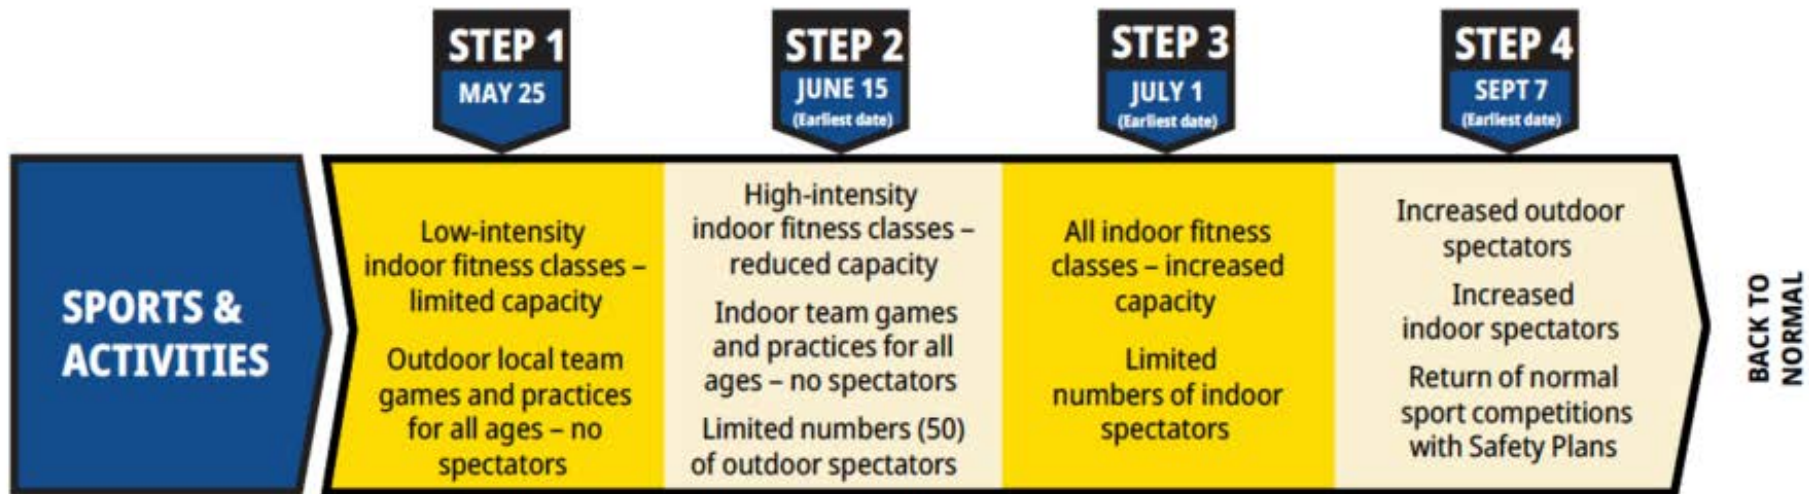 STEP 1
MAY 25
STEP 2
JUNE 15
(Earliest date)
STEP 3
JULY 1
(Earliest date)
STEP 4
SEPT 7
(Earliest date)
SPORTS &
ACTIVITIES
Low-intensity
indoor fitness classes –
limited capacity
Outdoor local team
games and practices
for all ages – no
spectators
High-intensity
indoor fitness classes –
reduced capacity
Indoor team games
and practices for all
ages – no spectators
Limited numbers (50)
of outdoor spectators
All indoor fitness
classes – increased
capacity
Limited
numbers of indoor
spectators
Increased outdoor
spectators
Increased
indoor spectators
Return of normal
sport competitions
with Safety Plans
BACK TO
NORMAL